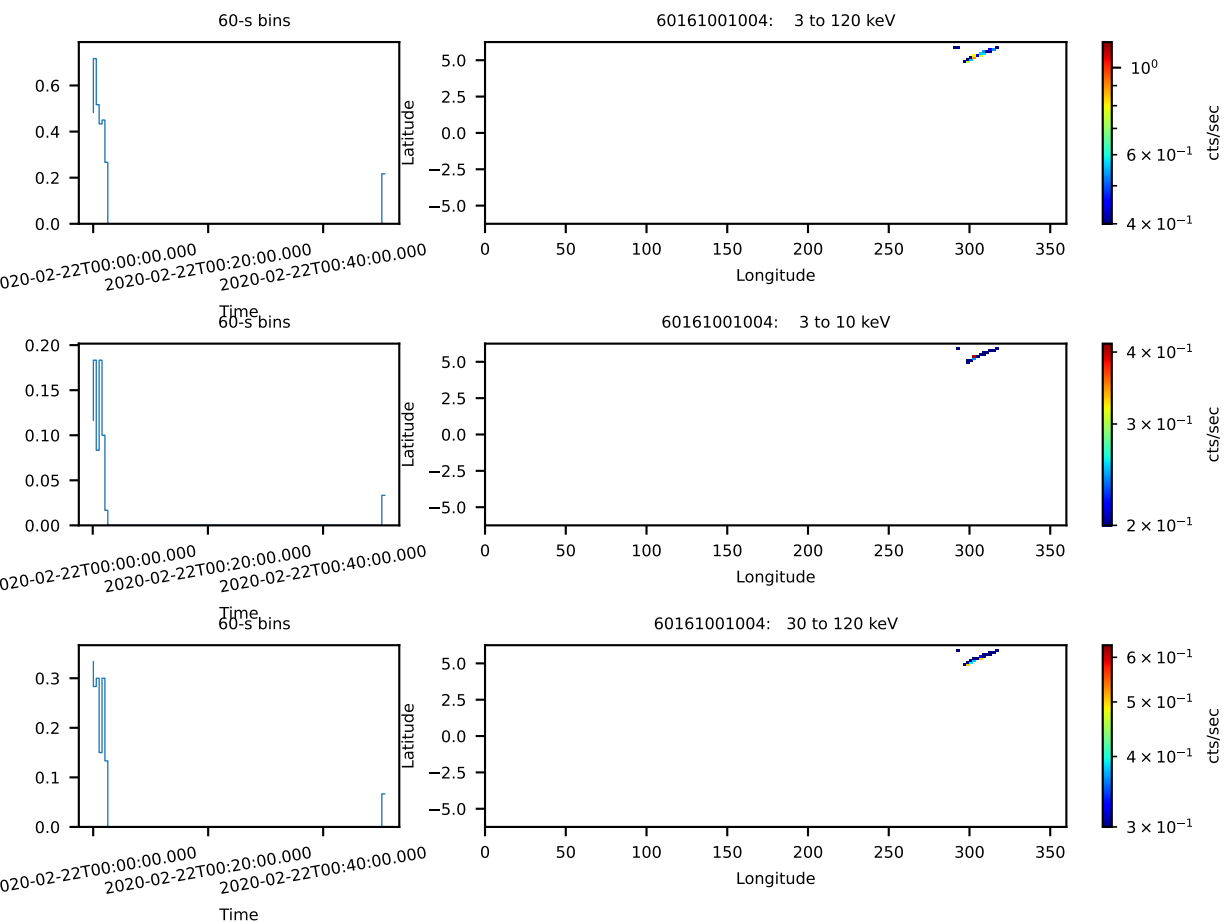 60-s bins
60161001004: 3 to 120 keV
0.6
0.4
0.2
0.0
020-02-22T00:00:00.000
2020-02-22T00:20:00.000
2020-02-22T00:40:00.000
Time
Latitude
5.0
2.5
0.0
−2.5
−5.0
0 50 100 150 200 250 300 350
Longitude
10⁰
6 × 10⁻¹
4 × 10⁻¹
cts/sec
60-s bins
60161001004: 3 to 10 keV
0.20
0.15
0.10
0.05
0.00
020-02-22T00:00:00.000
2020-02-22T00:20:00.000
2020-02-22T00:40:00.000
Time
Latitude
5.0
2.5
0.0
−2.5
−5.0
0 50 100 150 200 250 300 350
Longitude
4 × 10⁻¹
3 × 10⁻¹
2 × 10⁻¹
cts/sec
60-s bins
60161001004: 30 to 120 keV
0.3
0.2
0.1
0.0
020-02-22T00:00:00.000
2020-02-22T00:20:00.000
2020-02-22T00:40:00.000
Time
Latitude
5.0
2.5
0.0
−2.5
−5.0
0 50 100 150 200 250 300 350
Longitude
6 × 10⁻¹
5 × 10⁻¹
4 × 10⁻¹
3 × 10⁻¹
cts/sec